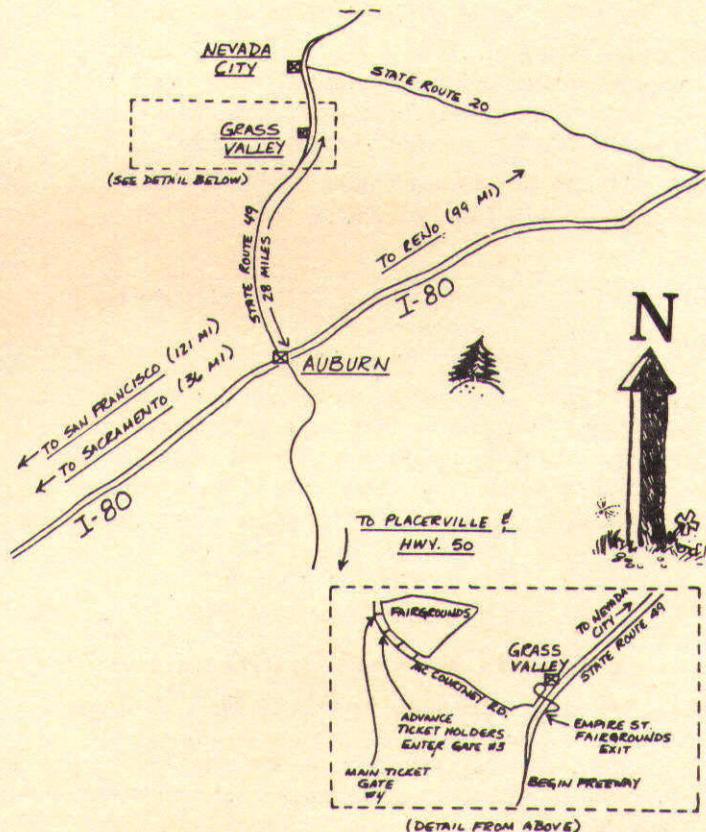 NEVADA
CITY
STATE ROUTE 20
GRASS
VALLEY
(SEE DETAIL BELOW)
STATE ROUTE 49
28 MILES
TO RENO (99 MI)
I-80
N
AUBURN
TO SAN FRANCISCO (121 MI)
TO SACRAMENTO (36 MI)
I-80
TO PLACERVILLE &
HWY. 50
FAIRGROUNDS
TO NEVADA
CITY
STATE ROUTE 49
GRASS
VALLEY
MC COURTNEY RD.
ADVANCE
TICKET HOLDERS
ENTER GATE #3
EMPIRE ST.
FAIRGROUNDS
EXIT
MAIN TICKET
GATE
#4
BEGIN FREEWAY
(DETAIL FROM ABOVE)